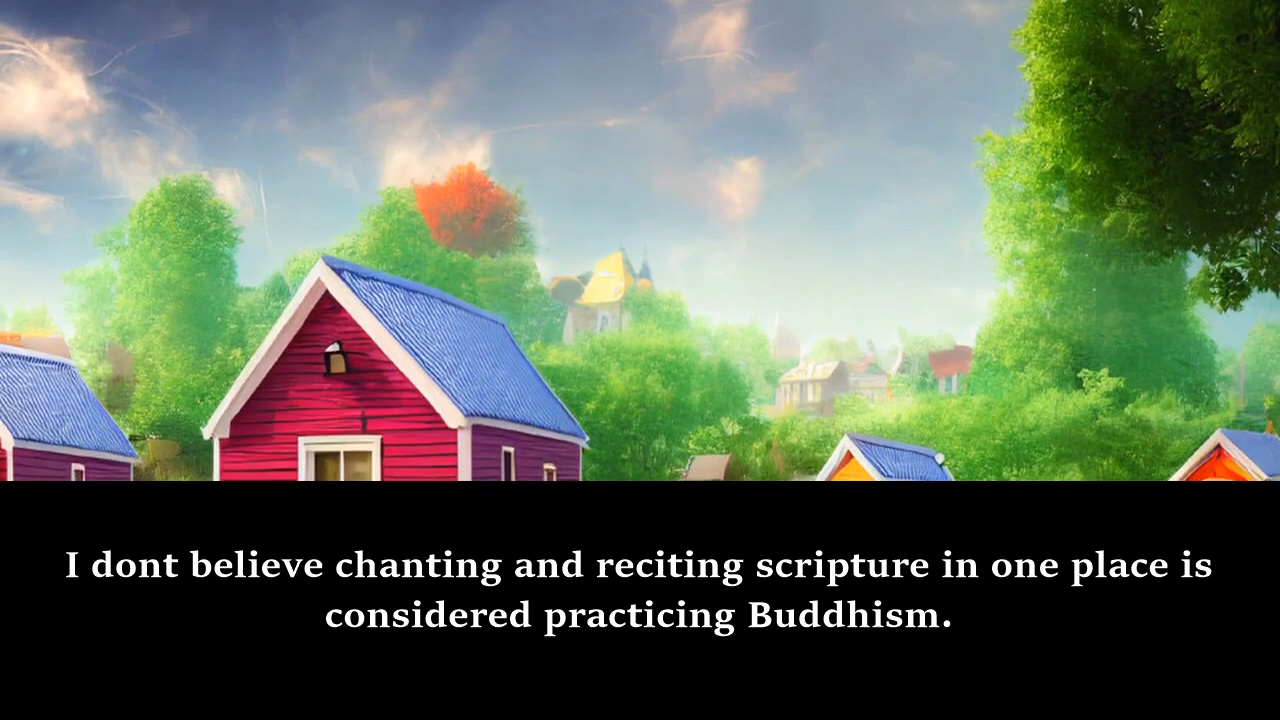 I dont believe chanting and reciting scripture in one place is
considered practicing Buddhism.